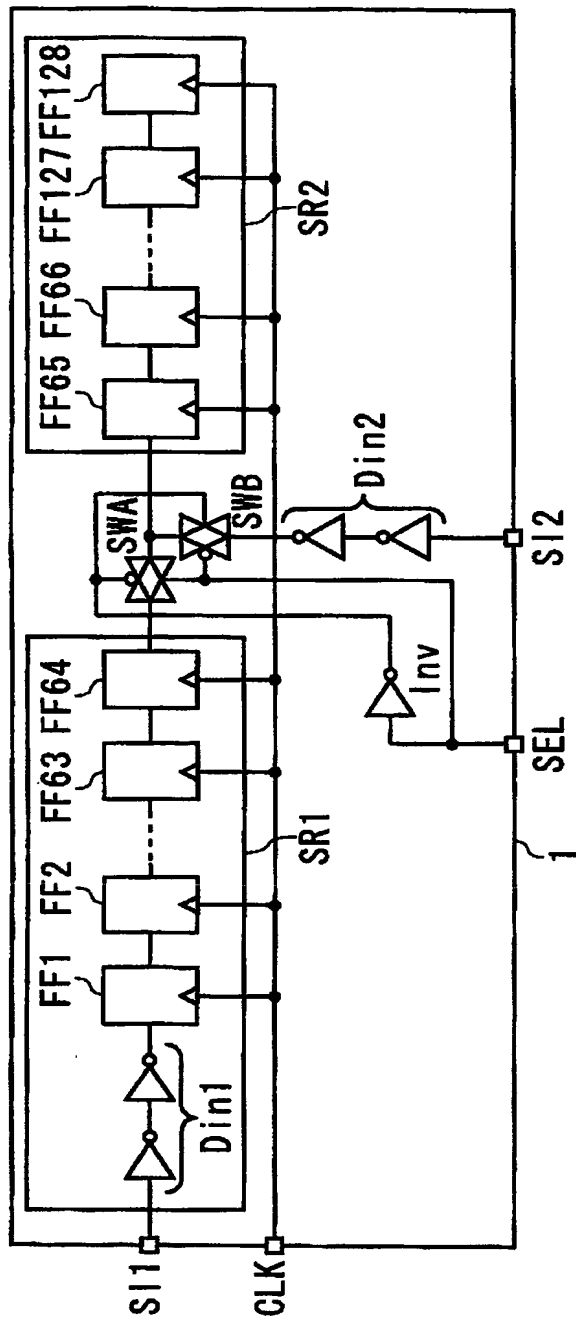 FF1
FF2
FF63
FF64
FF65
FF66
FF127
FF128
SWA
SWB
SR1
SR2
Din1
Din2
Inv
SI1
CLK
SEL
SI2
1